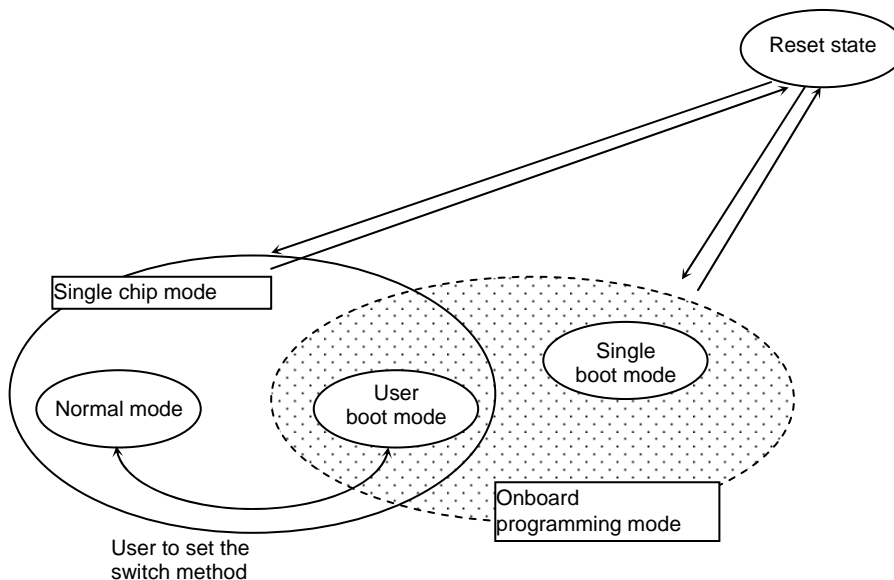 Reset state
Single chip mode
Single
boot mode
Normal mode
User
boot mode
Onboard
programming mode
User to set the
switch method